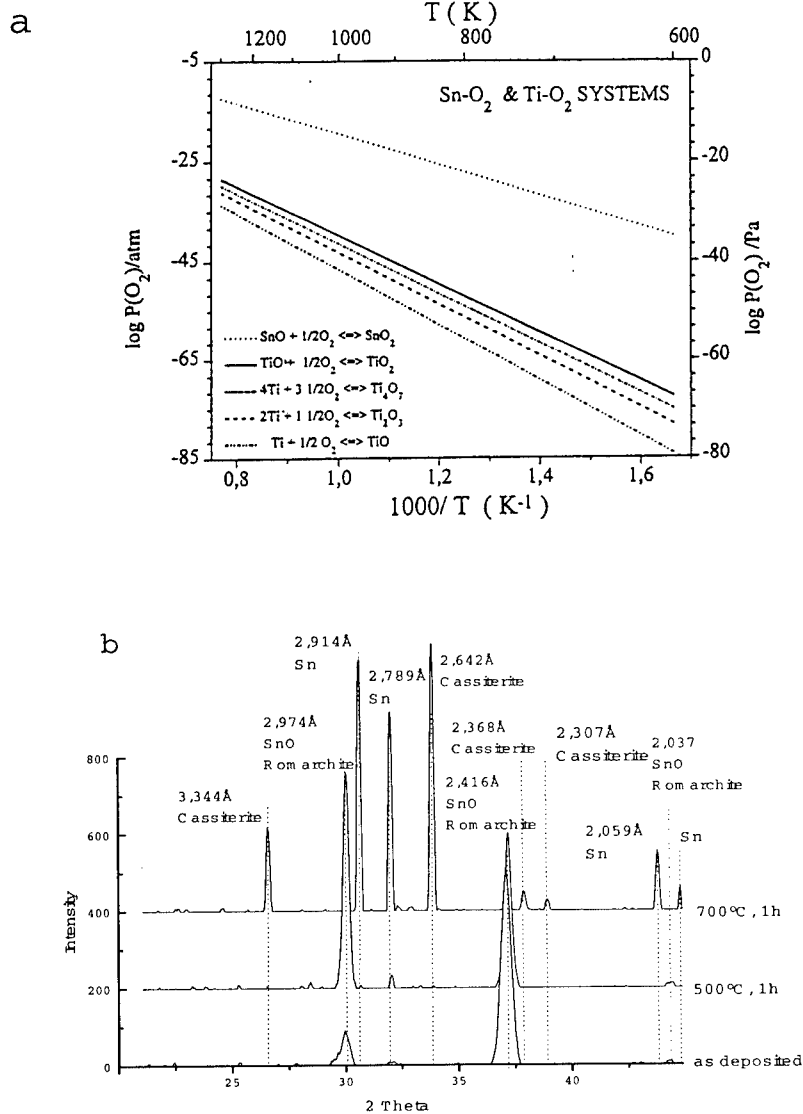 a
T ( K )
1200 1000 800 600
-5
-25
-45
-65
-85
log P(O2)/atm
Sn-O2 & Ti-O2 SYSTEMS
0
-20
-40
-60
-80
log P(O2) /Pa
SnO + 1/2O2 <=> SnO2
TiO + 1/2O2 <=> TiO2
4Ti + 3 1/2O2 <=> Ti4O7
2Ti + 1 1/2O2 <=> Ti2O3
Ti + 1/2 O2 <=> TiO
0,8 1,0 1,2 1,4 1,6
1000/ T ( K-1)
b
2,914Å
Sn
2,789Å
Sn
2,642Å
Cassiterite
2,974Å
SnO
Romarchite
2,368Å
Cassiterite
2,307Å
Cassiterite
2,416Å
SnO
Romarchite
2,037
SnO
Romarchite
3,344Å
Cassiterite
2,059Å
Sn
Sn
800
600
400
200
0
Intensity
700ºC, 1h
500ºC, 1h
as deposited
25 30 35 40
2 Theta